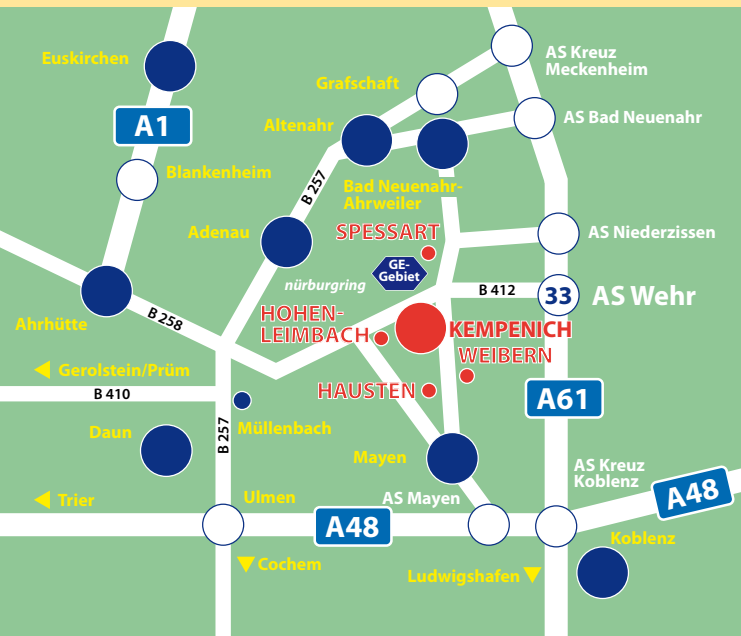 Euskirchen
AS Kreuz
Meckenheim
Grafschaft
A1
Altenahr
AS Bad Neuenahr
Blankenheim
B 257
Bad Neuenahr-
Ahrweiler
Adenau
SPESSART
AS Niederzissen
GE-
Gebiet
nürburgring
B 412
33
AS Wehr
Ahrhütte
B 258
HOHEN-
LEIMBACH
KEMPENICH
WEIBERN
Gerolstein/Prüm
B 410
HAUSTEN
A61
Daun
B 257
Müllenbach
Mayen
AS Kreuz
Koblenz
Trier
Ulmen
AS Mayen
A48
A48
Koblenz
Cochem
Ludwigshafen